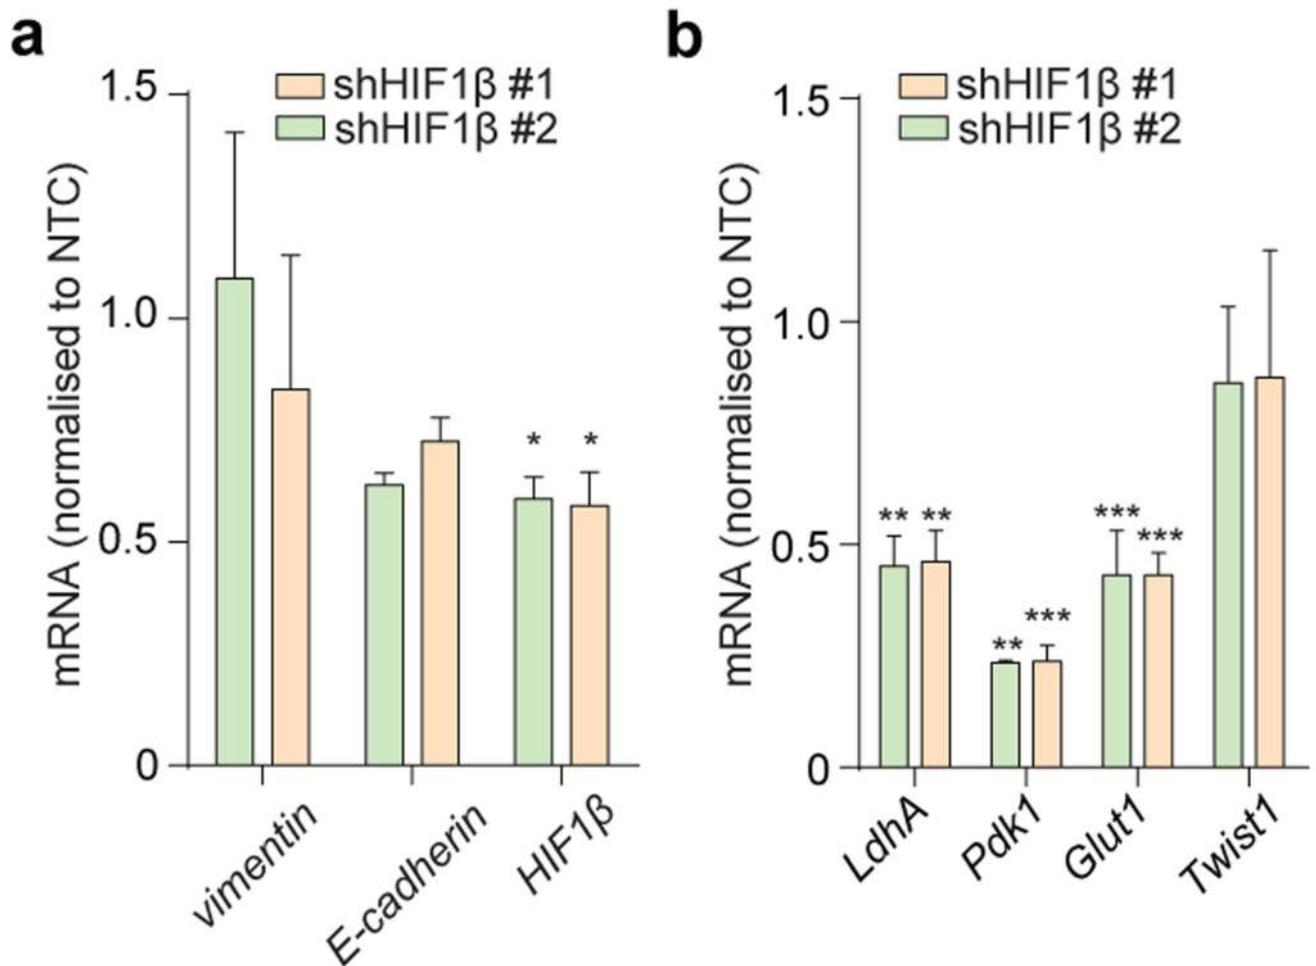 a
1.5
shHIF1β #1
shHIF1β #2
mRNA (normalised to NTC)
1.0
* *
0.5
0
vimentin
E-cadherin
HIF1β
b
1.5
shHIF1β #1
shHIF1β #2
mRNA (normalised to NTC)
1.0
** **
*** ***
0.5
** ***
0
LdhA
Pdk1
Glut1
Twist1